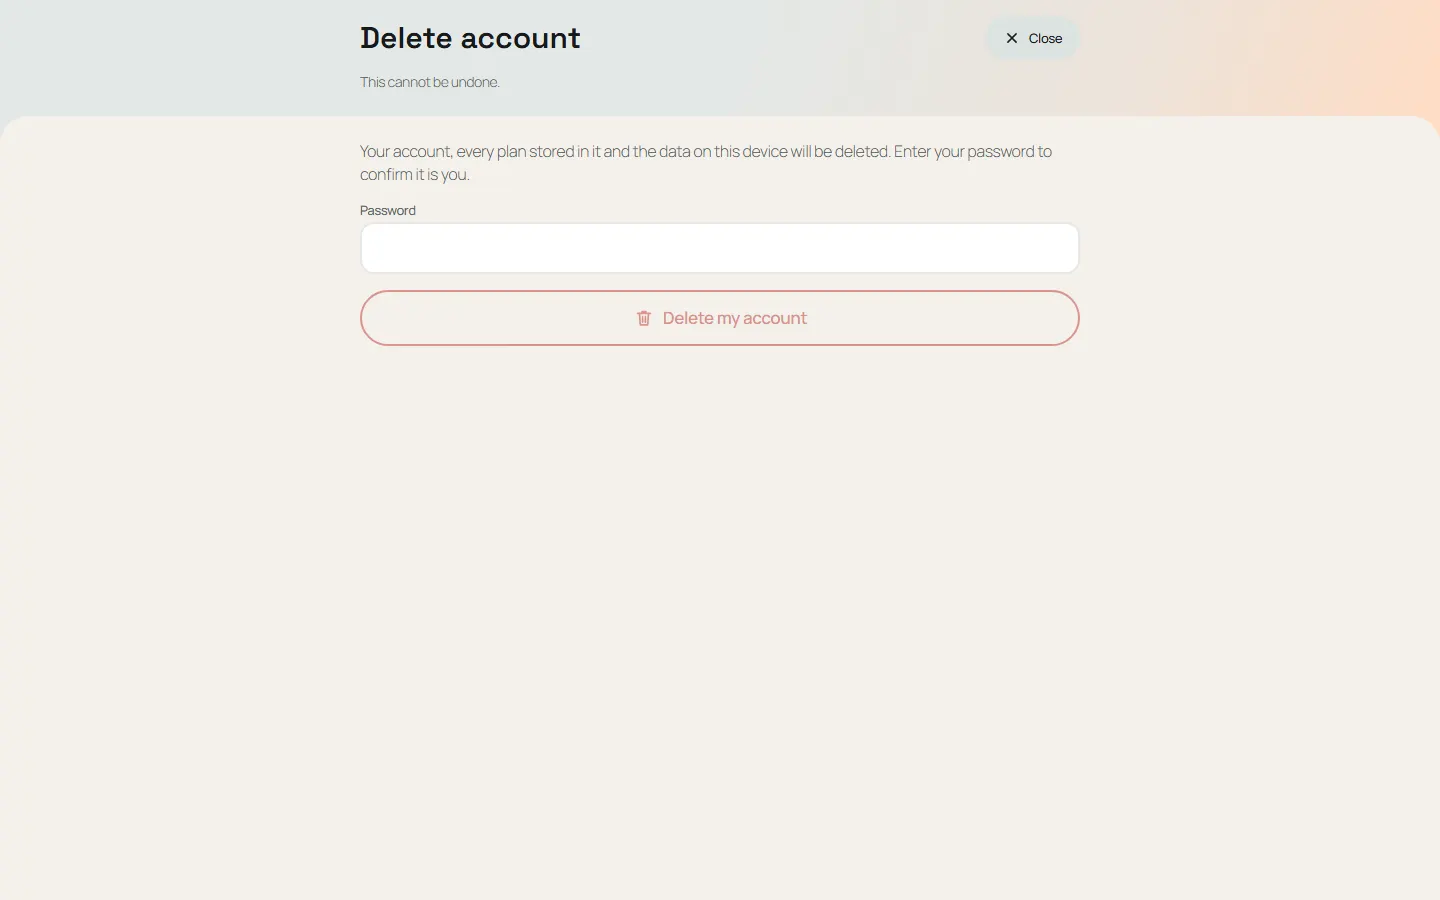 Delete account
Close
This cannot be undone.
Your account, every plan stored in it and the data on this device will be deleted. Enter your password to
confirm it is you.
Password
Delete my account